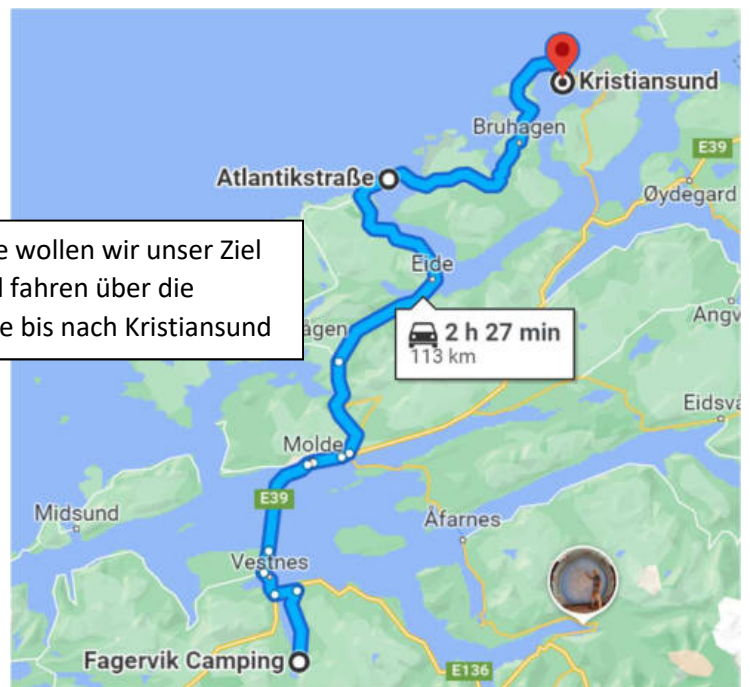 Kristiansund
Bruhagen
E39
Atlantikstraße
Øydegard
e wollen wir unser Ziel
fahren über die
e bis nach Kristiansund
Eide
2 h 27 min
113 km
Molde
E39
Midsund
Åfarnes
Vestnes
Fagervik Camping
E136